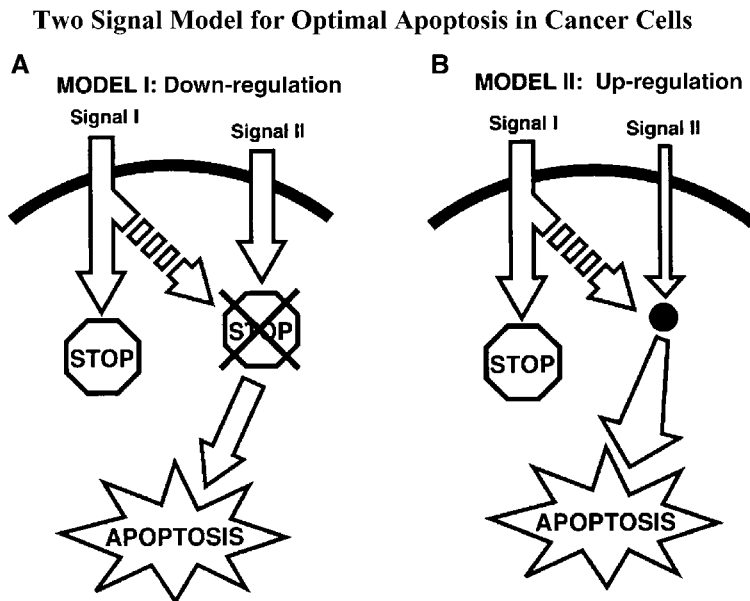 Two Signal Model for Optimal Apoptosis in Cancer Cells
A
MODEL I: Down-regulation
Signal I
Signal II
STOP
STOP
APOPTOSIS
B
MODEL II: Up-regulation
Signal I
Signal II
STOP
APOPTOSIS